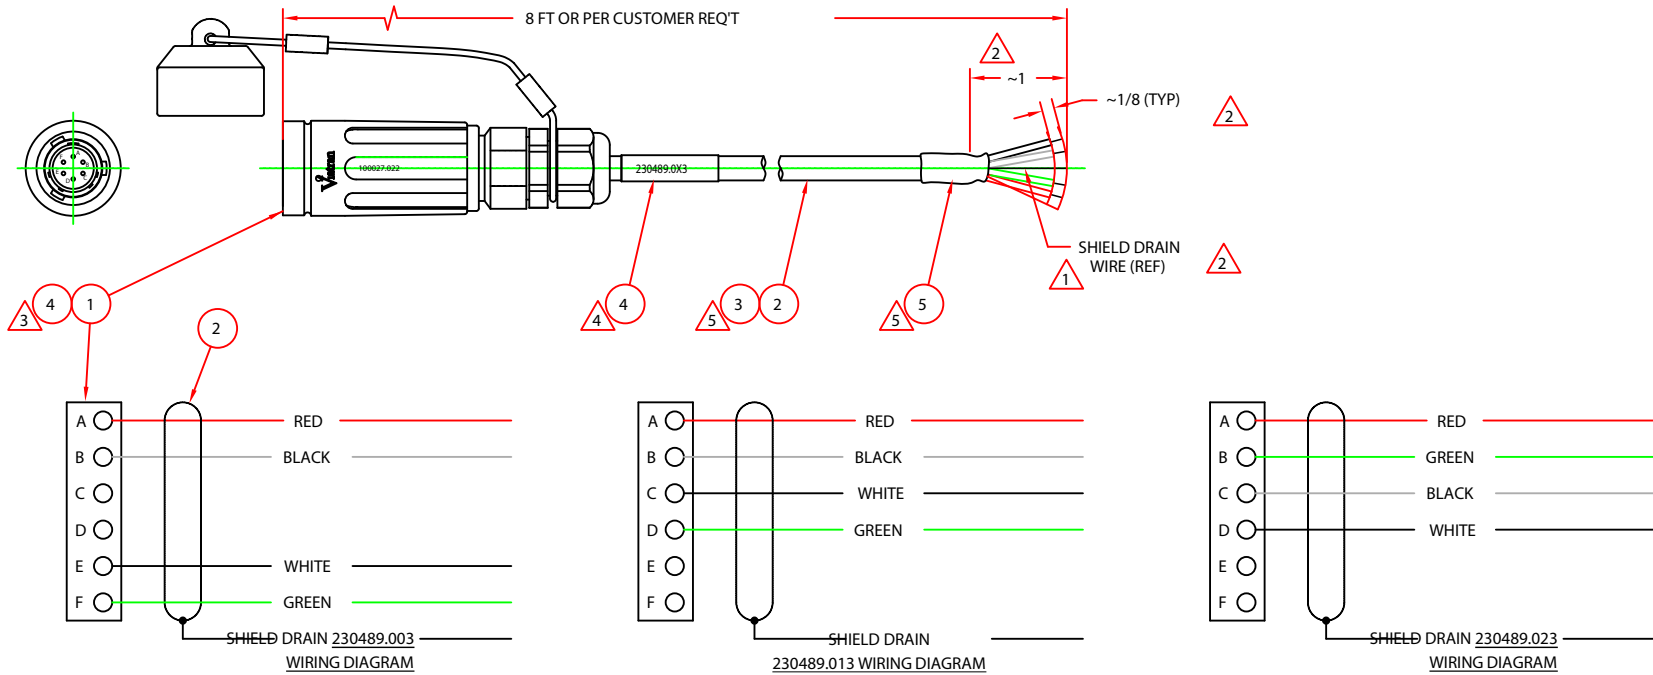 8 FT OR PER CUSTOMER REQ'T
2
~1
~1/8 (TYP)
2
100027.022
230489.0X3
SHIELD DRAIN
WIRE (REF)
1
2
3 4 1
4 4
5 3 2
5 5
2
A RED
B BLACK
C
D
E WHITE
F GREEN
SHIELD DRAIN 230489.003
WIRING DIAGRAM
A RED
B BLACK
C WHITE
D GREEN
E
F
SHIELD DRAIN
230489.013 WIRING DIAGRAM
A RED
B GREEN
C BLACK
D WHITE
E
F
SHIELD DRAIN 230489.023
WIRING DIAGRAM